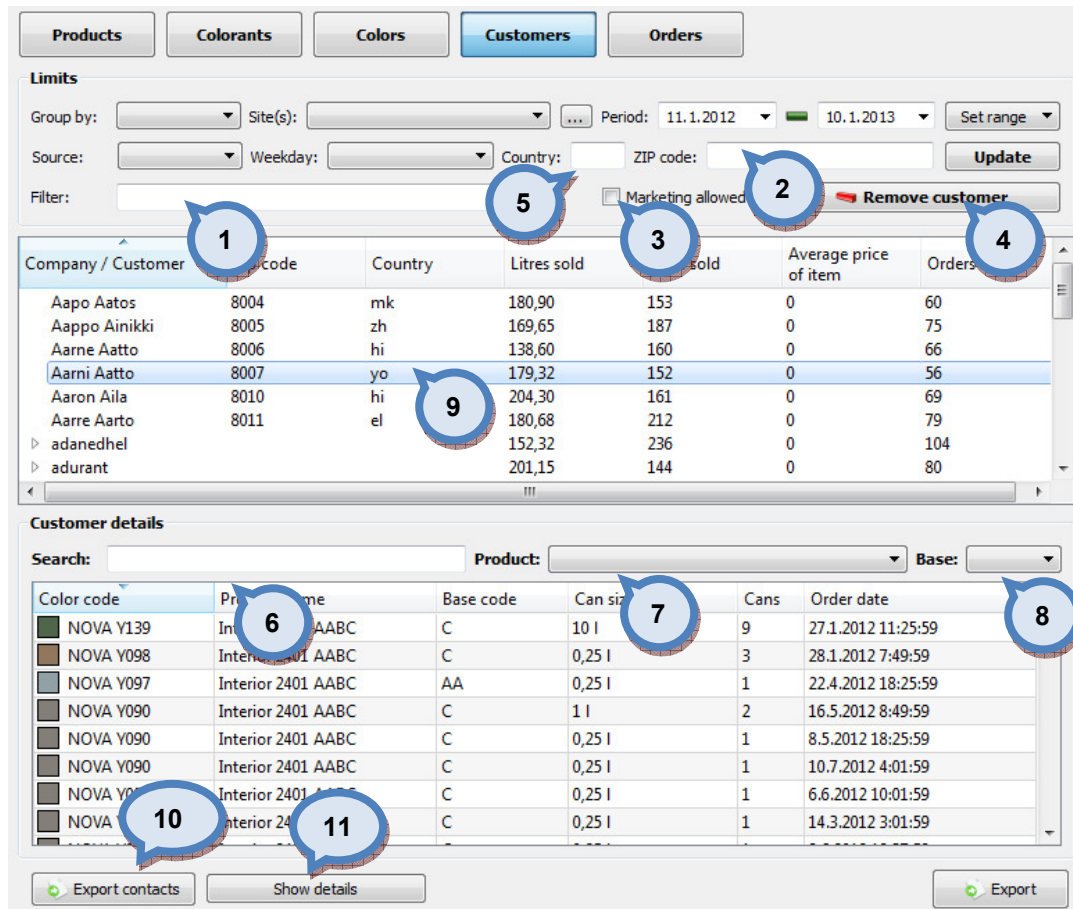 Products Colorants Colors Customers Orders
Limits
Group by: Site(s): ... Period: 11.1.2012 10.1.2013 Set range
Source: Weekday: Country: ZIP code: Update
Filter: 5 Marketing allowed 2 Remove customer
1 3 4
Company / Customer code Country Litres sold sold Average price of item Orders
Aapo Aatos 8004 mk 180,90 153 0 60
Aappo Ainikki 8005 zh 169,65 187 0 75
Aarne Aatto 8006 hi 138,60 160 0 66
Aarni Aatto 8007 yo 179,32 152 0 56
Aaron Aila 8010 hi 9 204,30 161 0 69
Aarre Aarto 8011 el 180,68 212 0 79
adanedhel 152,32 236 0 104
adurant 201,15 144 0 80
Customer details
Search: Product: Base:
Color code 6 Base code Can 7 Cans Order date 8
NOVA Y139 AABC C 10 l 9 27.1.2012 11:25:59
NOVA Y098 Interior 2401 AABC C 0,25 l 3 28.1.2012 7:49:59
NOVA Y097 Interior 2401 AABC AA 0,25 l 1 22.4.2012 18:25:59
NOVA Y090 Interior 2401 AABC C 1 l 2 16.5.2012 8:49:59
NOVA Y090 Interior 2401 AABC C 0,25 l 1 8.5.2012 18:25:59
NOVA Y090 Interior 2401 AABC C 0,25 l 1 10.7.2012 4:01:59
NOVA Interior 2401 C 0,25 l 1 6.6.2012 10:01:59
NOVA 10 11 C 0,25 l 1 14.3.2012 3:01:59
Export contacts Show details Export